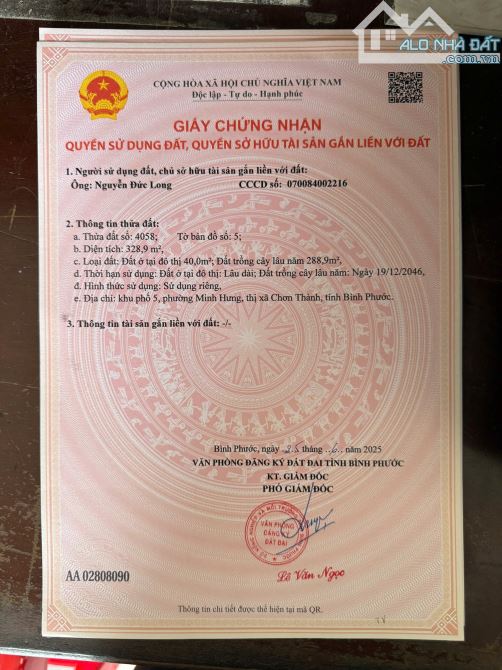 ALO NHÀ ĐẤT
.com.vn
CỘNG HÒA XÃ HỘI CHỦ NGHĨA VIỆT NAM
Độc lập - Tự do - Hạnh phúc
GIẤY CHỨNG NHẬN
QUYỀN SỬ DỤNG ĐẤT, QUYỀN SỞ HỮU TÀI SẢN GẮN LIỀN VỚI ĐẤT
1. Người sử dụng đất, chủ sở hữu tài sản gắn liền với đất:
Ông: Nguyễn Đức Long CCCD số: 070084002216
2. Thông tin thửa đất:
a. Thửa đất số: 4058; Tờ bản đồ số: 5;
b. Diện tích: 328,9 m²,
c. Loại đất: Đất ở tại đô thị 40,0m²; Đất trồng cây lâu năm 288,9m²,
d. Thời hạn sử dụng: Đất ở tại đô thị: Lâu dài; Đất trồng cây lâu năm: Ngày 19/12/2046,
đ. Hình thức sử dụng: Sử dụng riêng,
e. Địa chỉ: khu phố 5, phường Minh Hưng, thị xã Chơn Thành, tỉnh Bình Phước.
3. Thông tin tài sản gắn liền với đất: -/-
Bình Phước, ngày 25 tháng 6 năm 2025
VĂN PHÒNG ĐĂNG KÝ ĐẤT ĐAI TỈNH BÌNH PHƯỚC
KT. GIÁM ĐỐC
PHÓ GIÁM ĐỐC
VĂN PHÒNG
ĐĂNG KÝ
ĐẤT ĐAI
Lê Văn Ngọc
AA 02808090
Thông tin chi tiết được thể hiện tại mã QR.